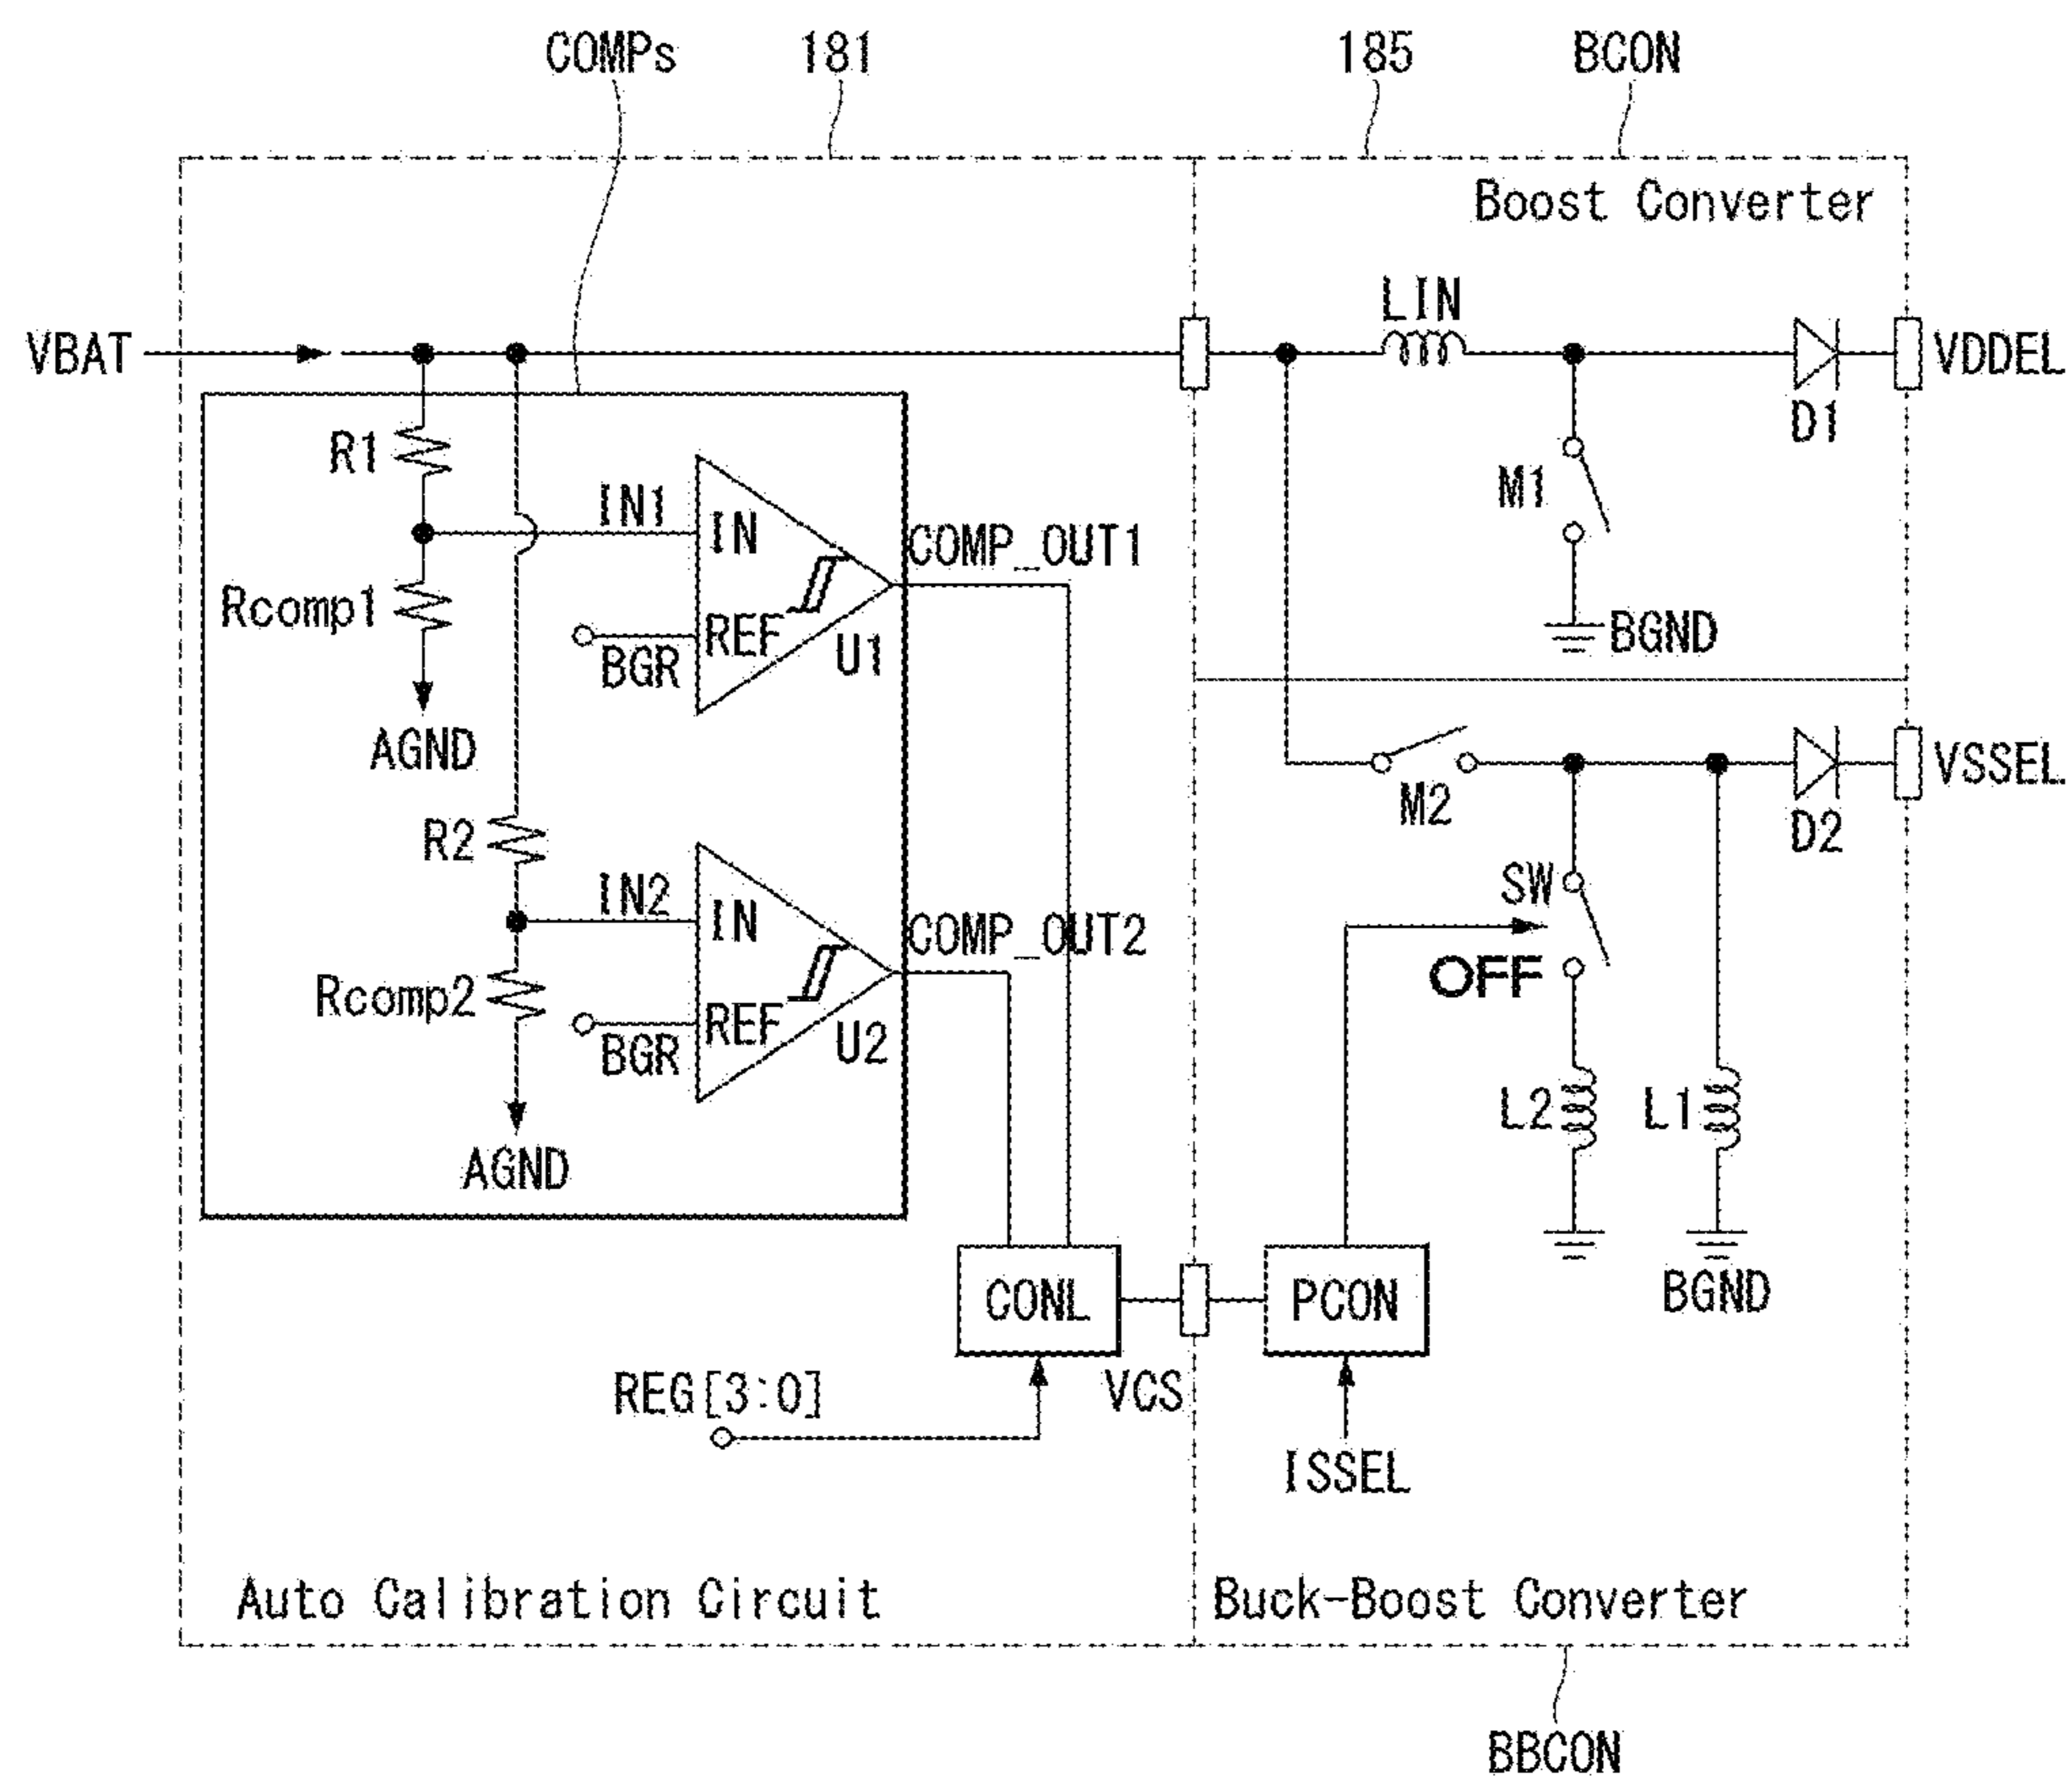 COMPs
181
185
BCON
Boost Converter
VBAT
LIN
VDDEL
D1
R1
IN1
IN
COMP_OUT1
M1
Rcomp1
REF
U1
BGR
BGND
AGND
VSSEL
M2
D2
R2
IN2
IN
COMP_OUT2
SW
OFF
Rcomp2
REF
U2
BGR
L2
L1
AGND
CONL
PCON
BGND
REG[3:0]
VCS
ISSEL
Auto Calibration Circuit
Buck-Boost Converter
BBCON